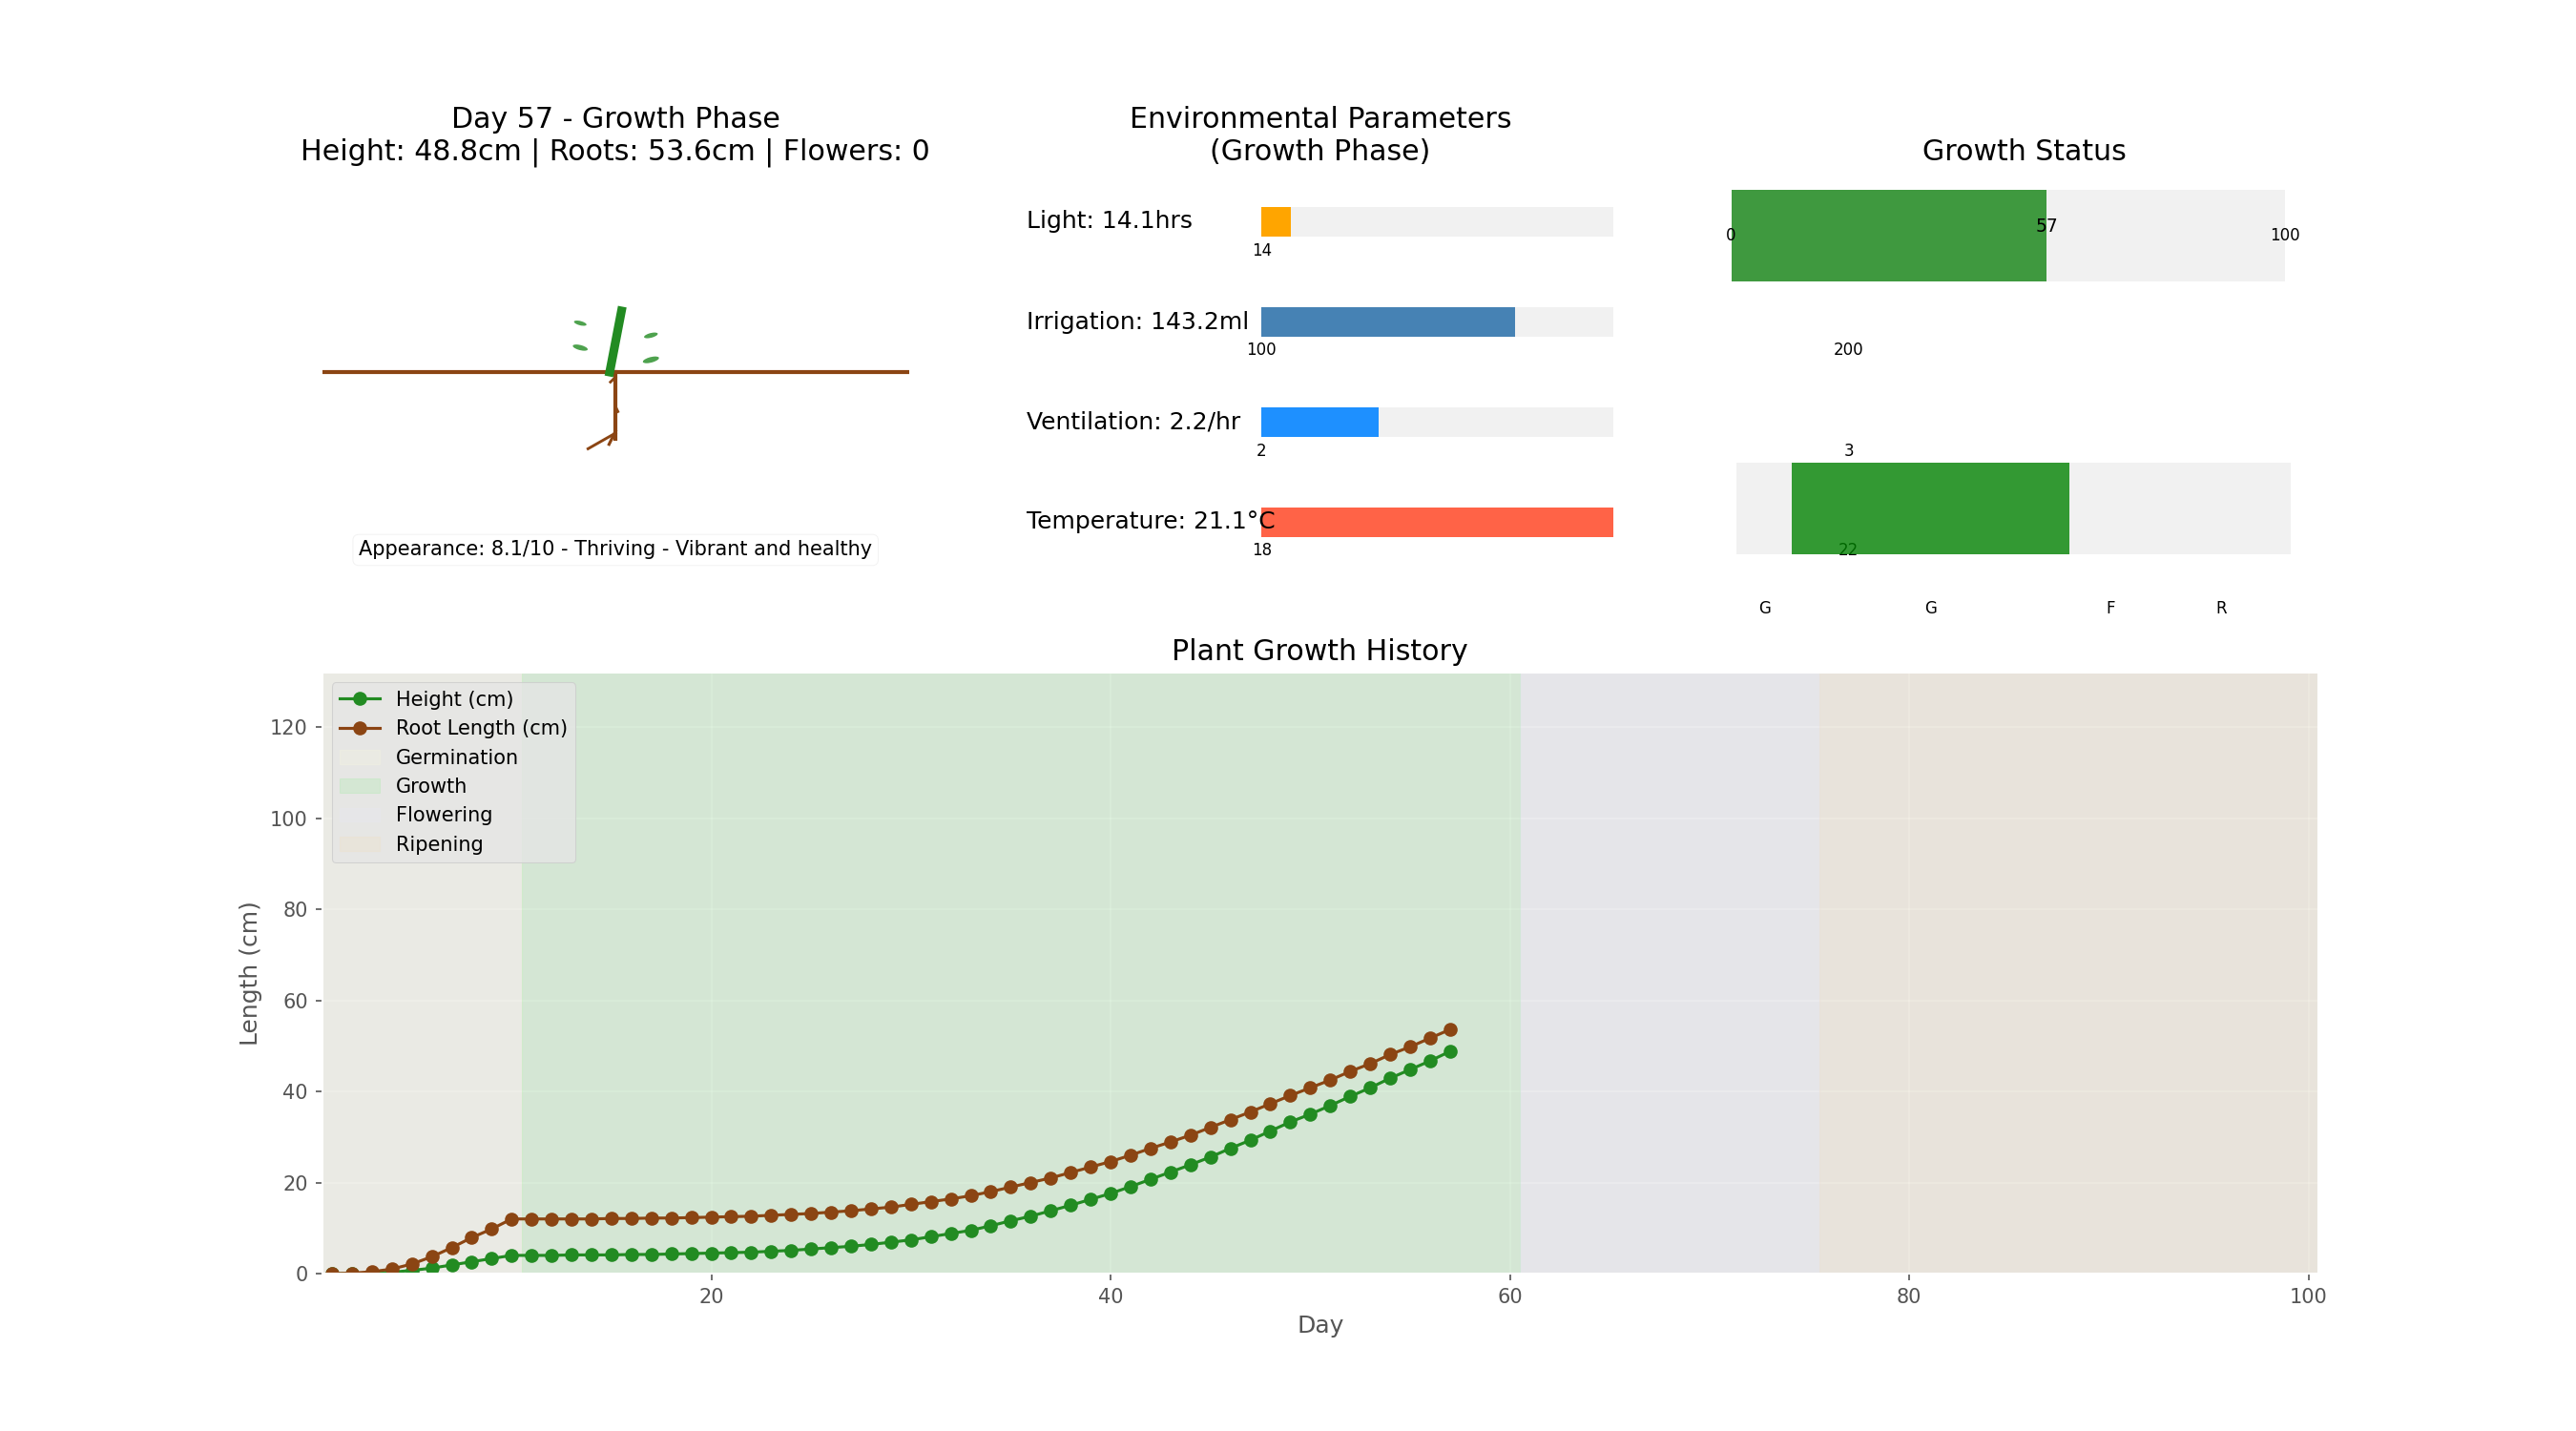 Day 57 - Growth Phase
Height: 48.8cm | Roots: 53.6cm | Flowers: 0
Appearance: 8.1/10 - Thriving - Vibrant and healthy
Environmental Parameters
(Growth Phase)
Light: 14.1hrs
14
Irrigation: 143.2ml
100
200
Ventilation: 2.2/hr
2
3
Temperature: 21.1°C
18
22
Growth Status
0
57
100
G
G
F
R
Plant Growth History
Height (cm)
Root Length (cm)
Germination
Growth
Flowering
Ripening
Length (cm)
120
100
80
60
40
20
0
20
40
60
80
100
Day